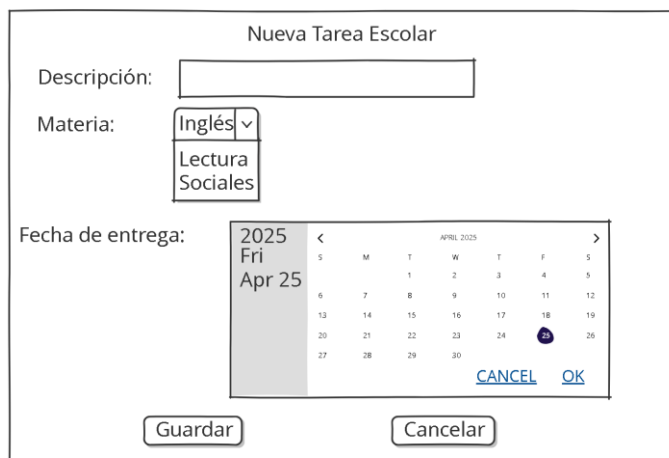 Nueva Tarea Escolar
Descripción:
Materia:
Inglés
Lectura
Sociales
Fecha de entrega:
2025
Fri
Apr 25
APRIL 2025
S M T W T F S
1 2 3 4 5
6 7 8 9 10 11 12
13 14 15 16 17 18 19
20 21 22 23 24 25 26
27 28 29 30
CANCEL OK
Guardar Cancelar